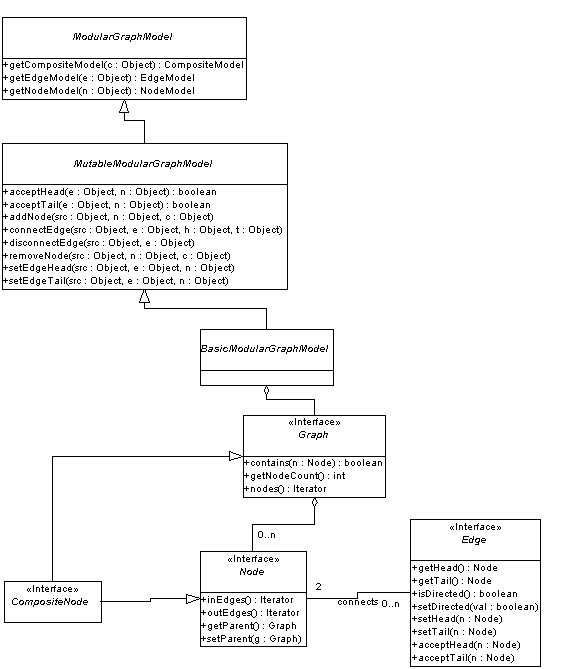 ModularGraphModel
+getCompositeModel(c : Object) : CompositeModel
+getEdgeModel(e : Object) : EdgeModel
+getNodeModel(n : Object) : NodeModel
MutableModularGraphModel
+acceptHead(e : Object, n : Object) : boolean
+acceptTail(e : Object, n : Object) : boolean
+addNode(src : Object, n : Object, c : Object)
+connectEdge(src : Object, e : Object, h : Object, t : Object)
+disconnectEdge(src : Object, e : Object)
+removeNode(src : Object, n : Object, c : Object)
+setEdgeHead(src : Object, e : Object, n : Object)
+setEdgeTail(src : Object, e : Object, n : Object)
BasicModularGraphModel
«Interface»
Graph
+contains(n : Node) : boolean
+getNodeCount() : int
+nodes() : Iterator
0..n
«Interface»
Node
+inEdges() : Iterator
+outEdges() : Iterator
+getParent() : Graph
+setParent(g : Graph)
«Interface»
CompositeNode
2
connects
0..n
«Interface»
Edge
+getHead() : Node
+getTail() : Node
+isDirected() : boolean
+setDirected(val : boolean)
+setHead(n : Node)
+setTail(n : Node)
+acceptHead(n : Node)
+acceptTail(n : Node)